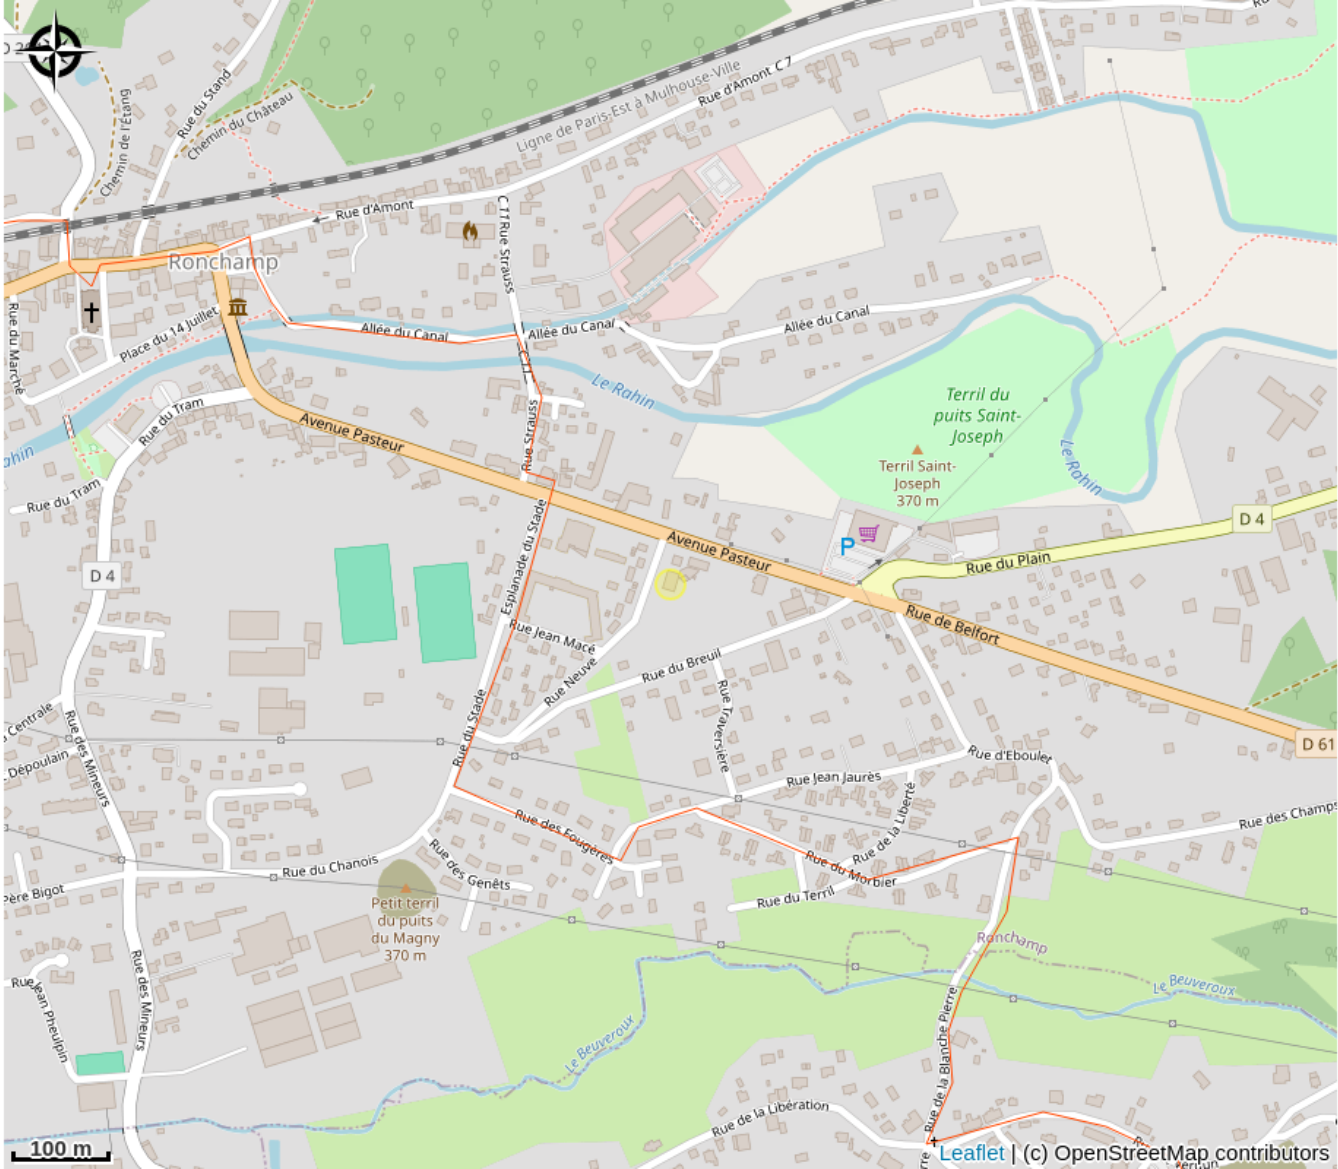 Rue du Stand
Chemin du Château
Chemin de l'Étang
Ligne de Paris-Est à Mulhouse-Ville
Rue d'Amont C 7
Rue d'Amont
C 11
Rue Strauss
Ronchamp
Allée du Canal
Allée du Canal
Allée du Canal
Place du 14 Juillet
Rue du Marché
C 11
Le Rahin
Rue Strauss
Terril du
puits Saint-
Joseph
Terril Saint-
Joseph
370 m
Le Rahin
Rue du Tram
Avenue Pasteur
Rue du Tram
ahin
D 4
D 4
Esplanade du Stade
Avenue Pasteur
P
Rue du Plain
Rue de Belfort
Rue Jean Macé
Rue Neuve
Rue du Breuil
Rue Traversière
Rue du Stade
Centrale
Dépoulain
Rue des Mineurs
D 61
Rue d'Eboulet
Rue Jean Jaurès
Rue de la Liberté
Rue des Champs
Rue des Fougères
Rue du Morbier
Rue du Chanois
Rue des Genêts
Rue du Terril
Père Bigot
Petit terril
du puits
du Magny
370 m
Ronchamp
Rue Jean Pheulpin
Rue des Mineurs
Le Beuveroux
Le Beuveroux
Rue de la Blanche Pierre
Rue de la Libération
100 m
Leaflet | (c) OpenStreetMap contributors